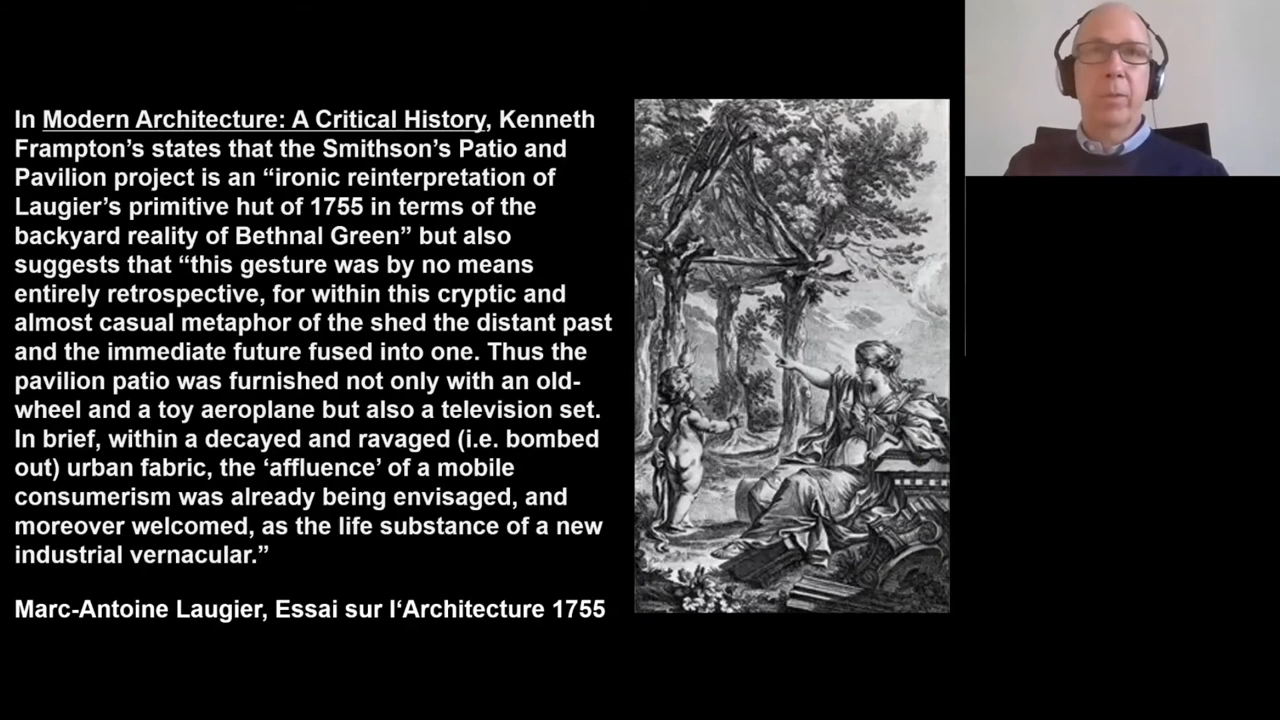 In Modern Architecture: A Critical History, Kenneth
Frampton’s states that the Smithson’s Patio and
Pavilion project is an “ironic reinterpretation of
Laugier’s primitive hut of 1755 in terms of the
backyard reality of Bethnal Green” but also
suggests that “this gesture was by no means
entirely retrospective, for within this cryptic and
almost casual metaphor of the shed the distant past
and the immediate future fused into one. Thus the
pavilion patio was furnished not only with an old-
wheel and a toy aeroplane but also a television set.
In brief, within a decayed and ravaged (i.e. bombed
out) urban fabric, the ‘affluence’ of a mobile
consumerism was already being envisaged, and
moreover welcomed, as the life substance of a new
industrial vernacular.”
Marc-Antoine Laugier, Essai sur l‘Architecture 1755